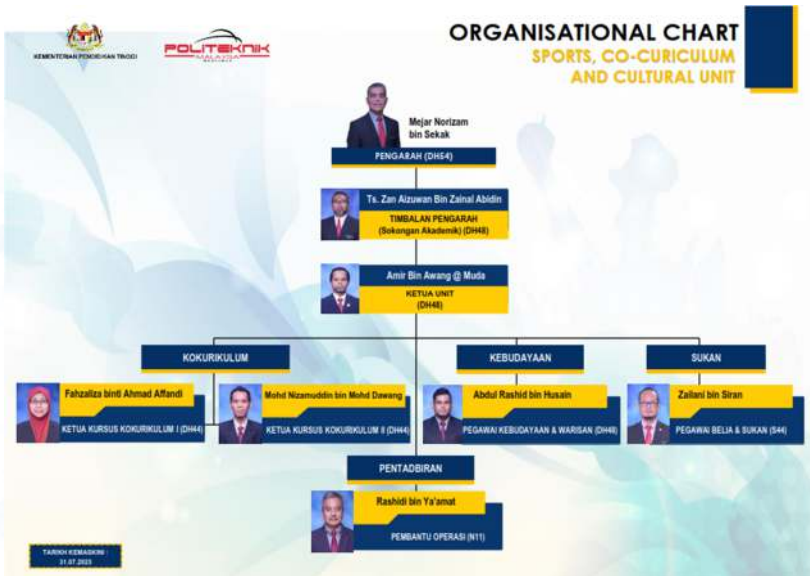 KEMENTERIAN PENDIDIKAN TINGGI
POLITEKNIK
MALAYSIA
ORGANISATIONAL CHART
SPORTS, CO-CURICULUM
AND CULTURAL UNIT
Mejar Norizam
bin Sekak
PENGARAH (DH54)
Ts. Zan Aizuwan Bin Zainal Abidin
TIMBALAN PENGARAH
(Sokongan Akademik) (DH48)
Amir Bin Awang @ Muda
KETUA UNIT
(DH48)
KOKURIKULUM
KEBUDAYAAN
SUKAN
Fahzaliza binti Ahmad Affandi
KETUA KURSUS KOKURIKULUM I (DH44)
Mohd Nizamuddin bin Mohd Dawang
KETUA KURSUS KOKURIKULUM II (DH44)
Abdul Rashid bin Husain
PEGAWAI KEBUDAYAAN & WARISAN (DH48)
Zailani bin Siran
PEGAWAI BELIA & SUKAN (S44)
PENTADBIRAN
Rashidi bin Ya'amat
PEMBANTU OPERASI (N11)
TARIKH KEMASKINI :
31.07.2023